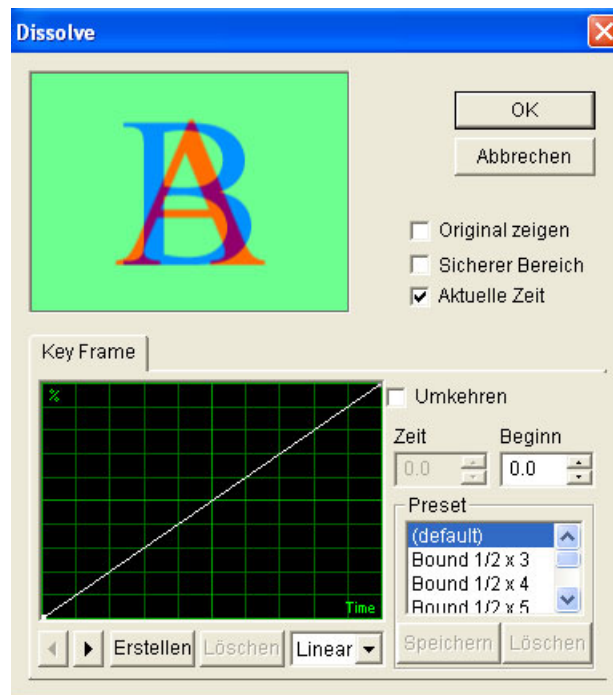 Dissolve
B
A
OK
Abbrechen
Original zeigen
Sicherer Bereich
Aktuelle Zeit
Key Frame
%
Time
Umkehren
Zeit
Beginn
0.0
0.0
Preset
(default)
Bound 1/2 x 3
Bound 1/2 x 4
Bound 1/2 x 5
Erstellen
Löschen
Linear
Speichern
Löschen